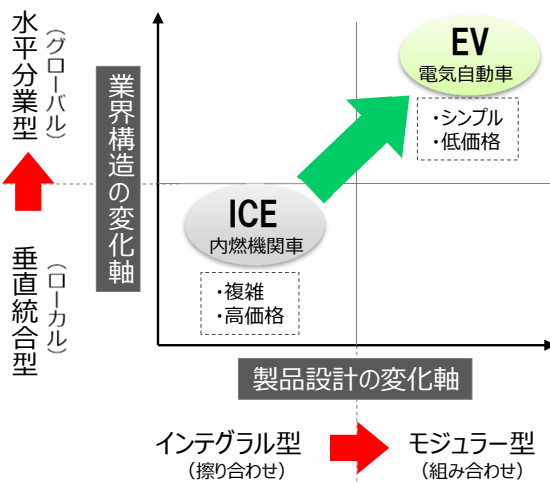 水平分業型
(グローバル)
業界構造の変化軸
垂直統合型
(ローカル)
EV
電気自動車
・シンプル
・低価格
ICE
内燃機関車
・複雑
・高価格
製品設計の変化軸
インテグラル型
(擦り合わせ)
モジュラー型
(組み合わせ)